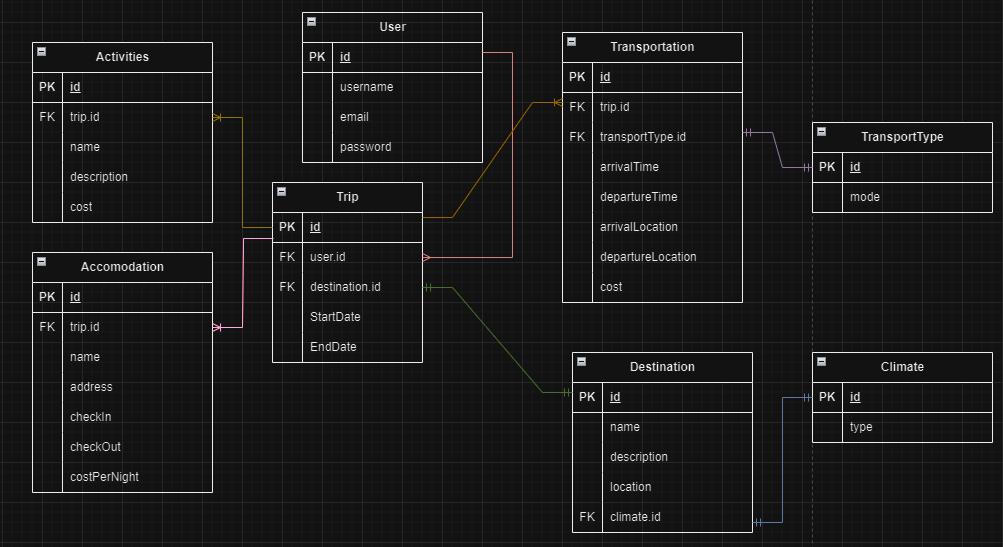 Activities
PK id
FK trip.id
name
description
cost
User
PK id
username
email
password
Transportation
PK id
FK trip.id
FK transportType.id
arrivalTime
departureTime
arrivalLocation
departureLocation
cost
TransportType
PK id
mode
Trip
PK id
FK user.id
FK destination.id
StartDate
EndDate
Accomodation
PK id
FK trip.id
name
address
checkIn
checkOut
costPerNight
Destination
PK id
name
description
location
FK climate.id
Climate
PK id
type